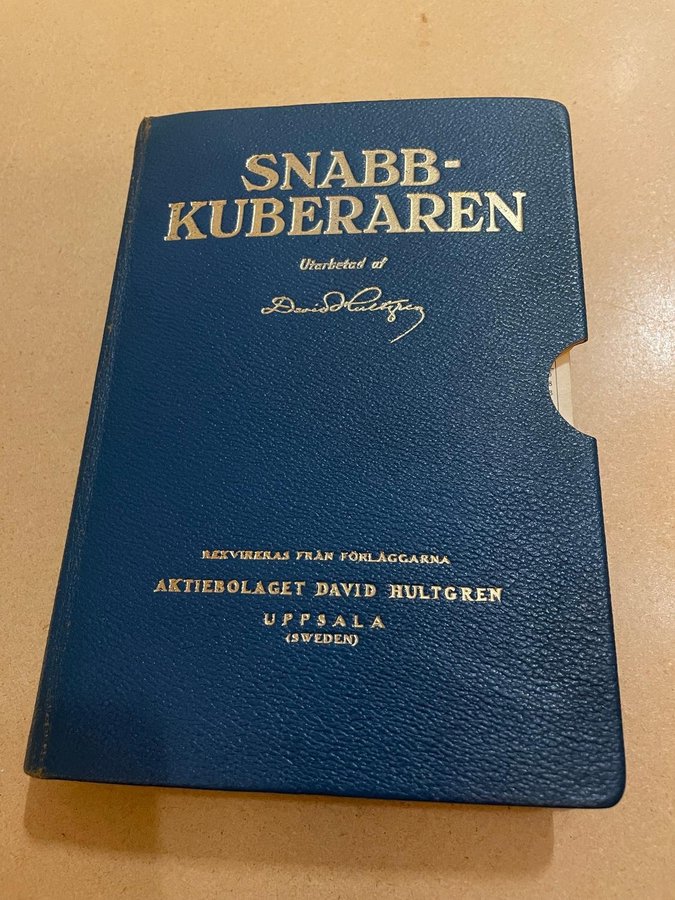 SNABB-
KUBERAREN
Utarbetad af
David Hultgren
REKVIRERAS FRÅN FÖRLÄGGARNA
AKTIEBOLAGET DAVID HULTGREN
UPPSALA
(SWEDEN)